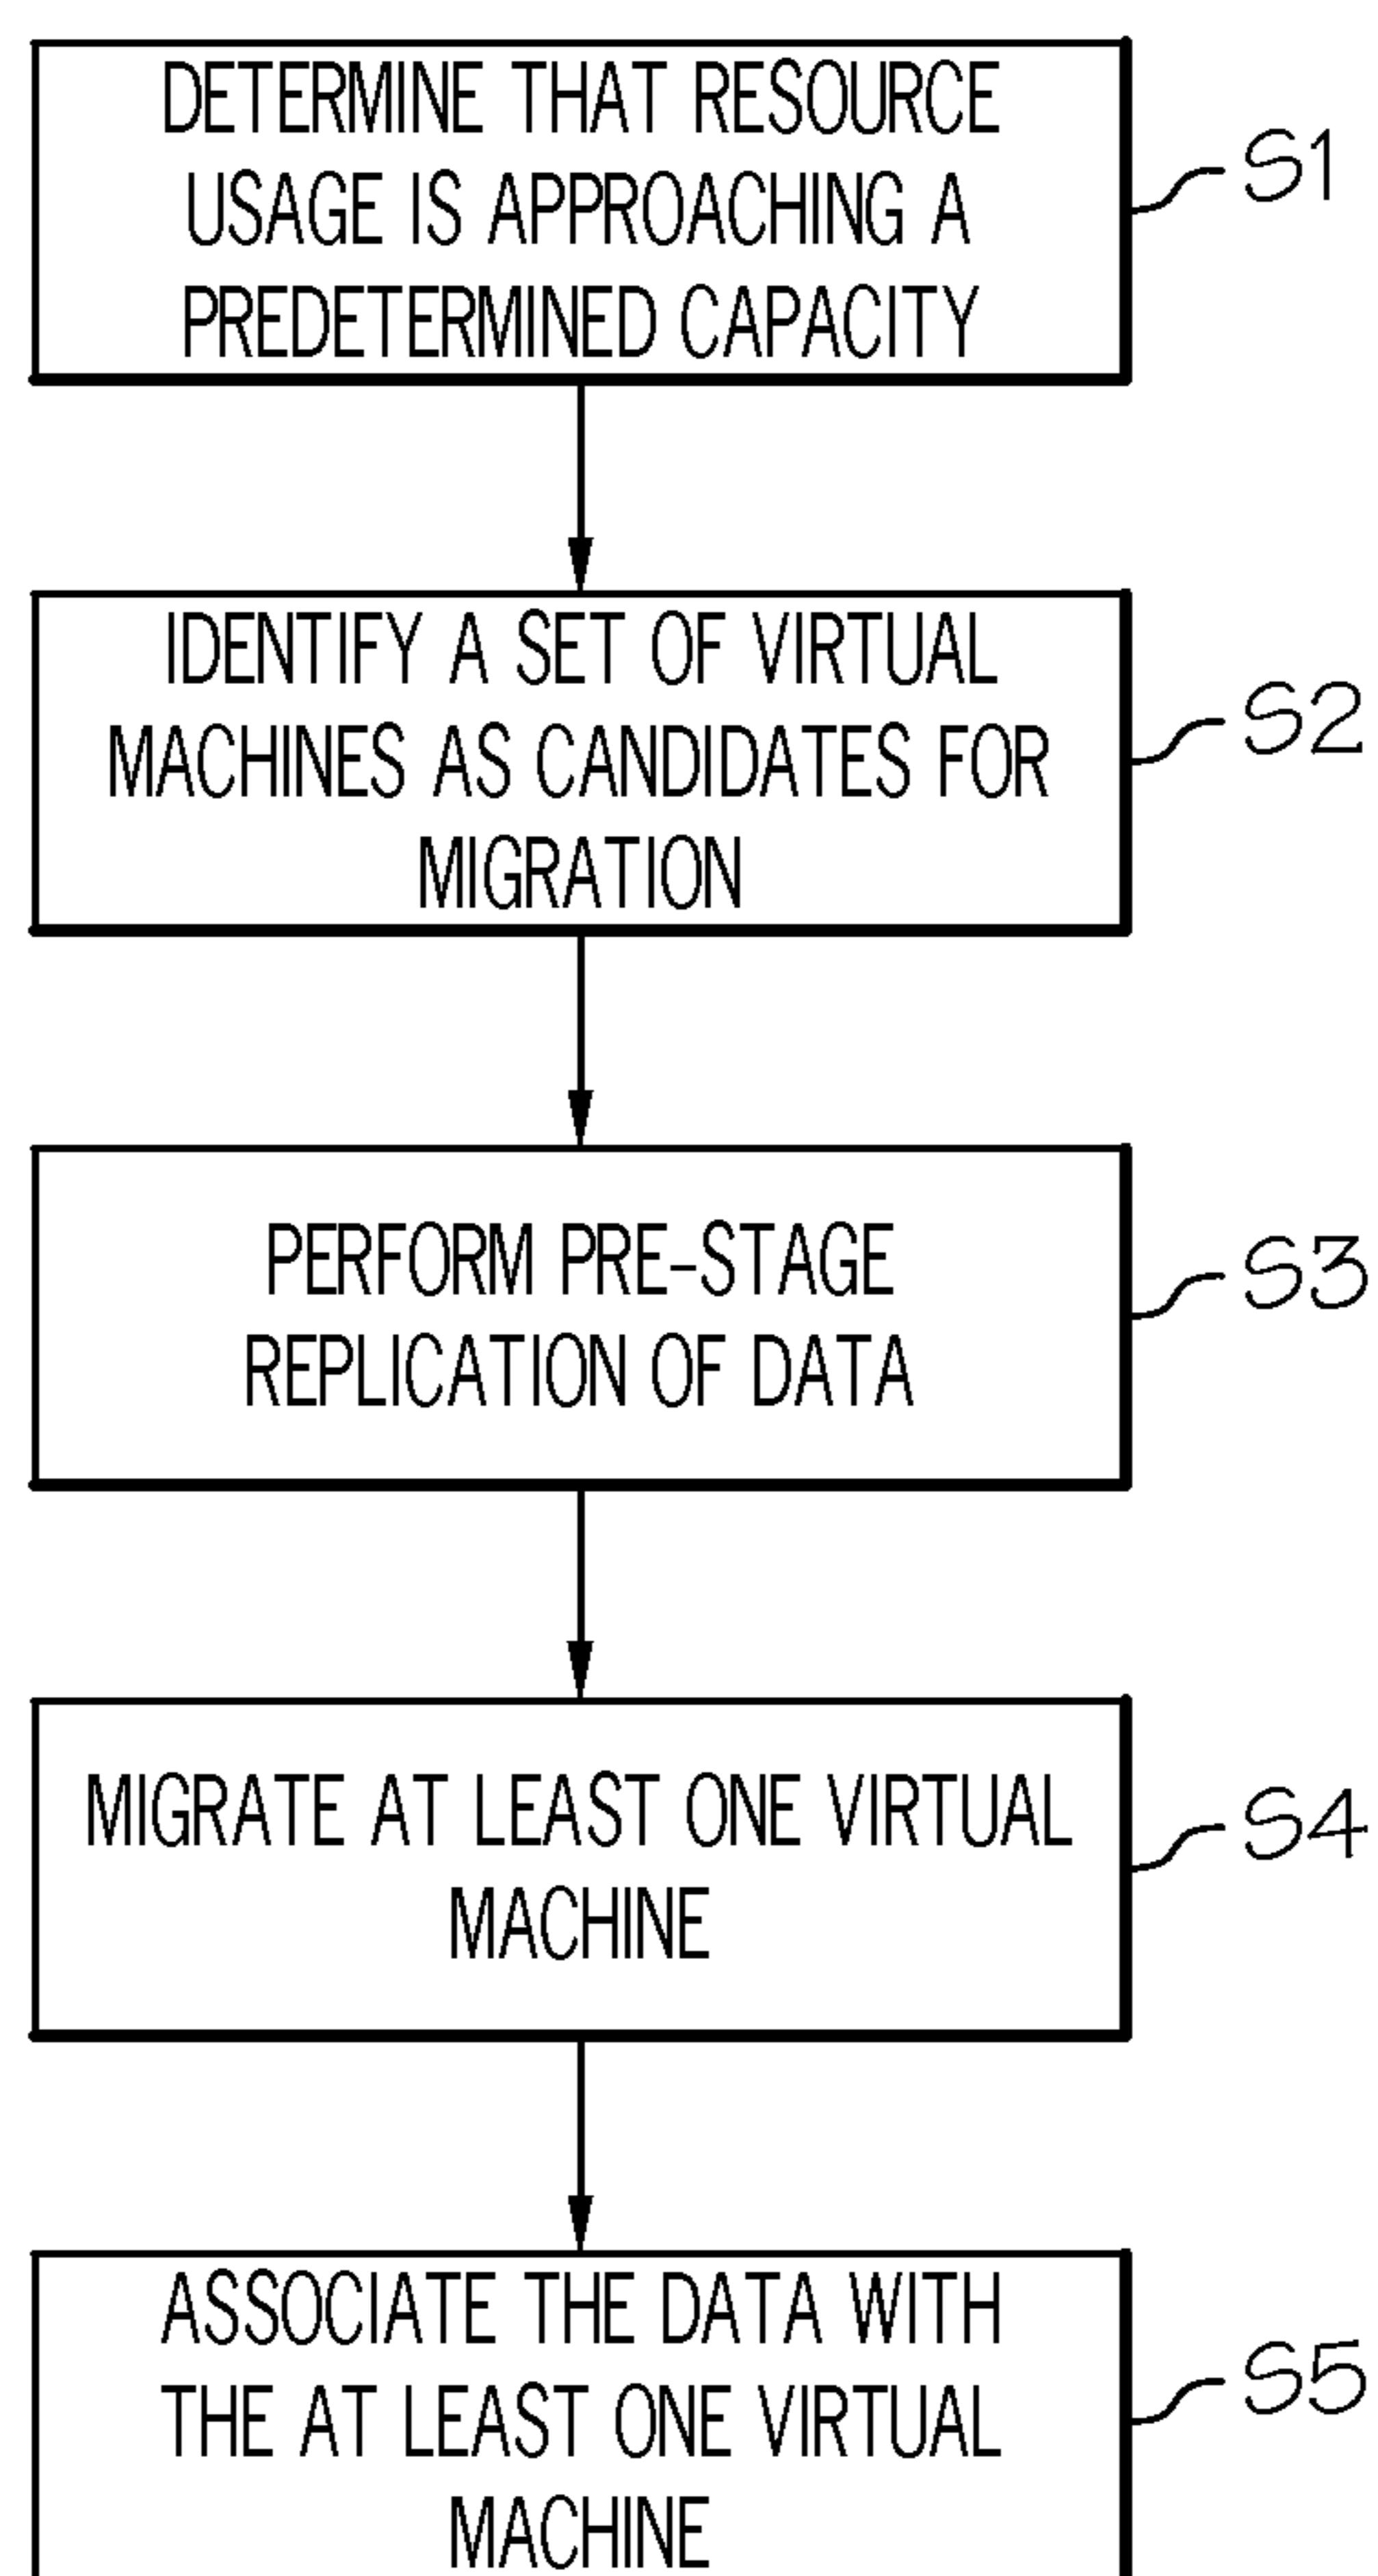 DETERMINE THAT RESOURCE
USAGE IS APPROACHING A
PREDETERMINED CAPACITY
S1
IDENTIFY A SET OF VIRTUAL
MACHINES AS CANDIDATES FOR
MIGRATION
S2
PERFORM PRE-STAGE
REPLICATION OF DATA
S3
MIGRATE AT LEAST ONE VIRTUAL
MACHINE
S4
ASSOCIATE THE DATA WITH
THE AT LEAST ONE VIRTUAL
MACHINE
S5